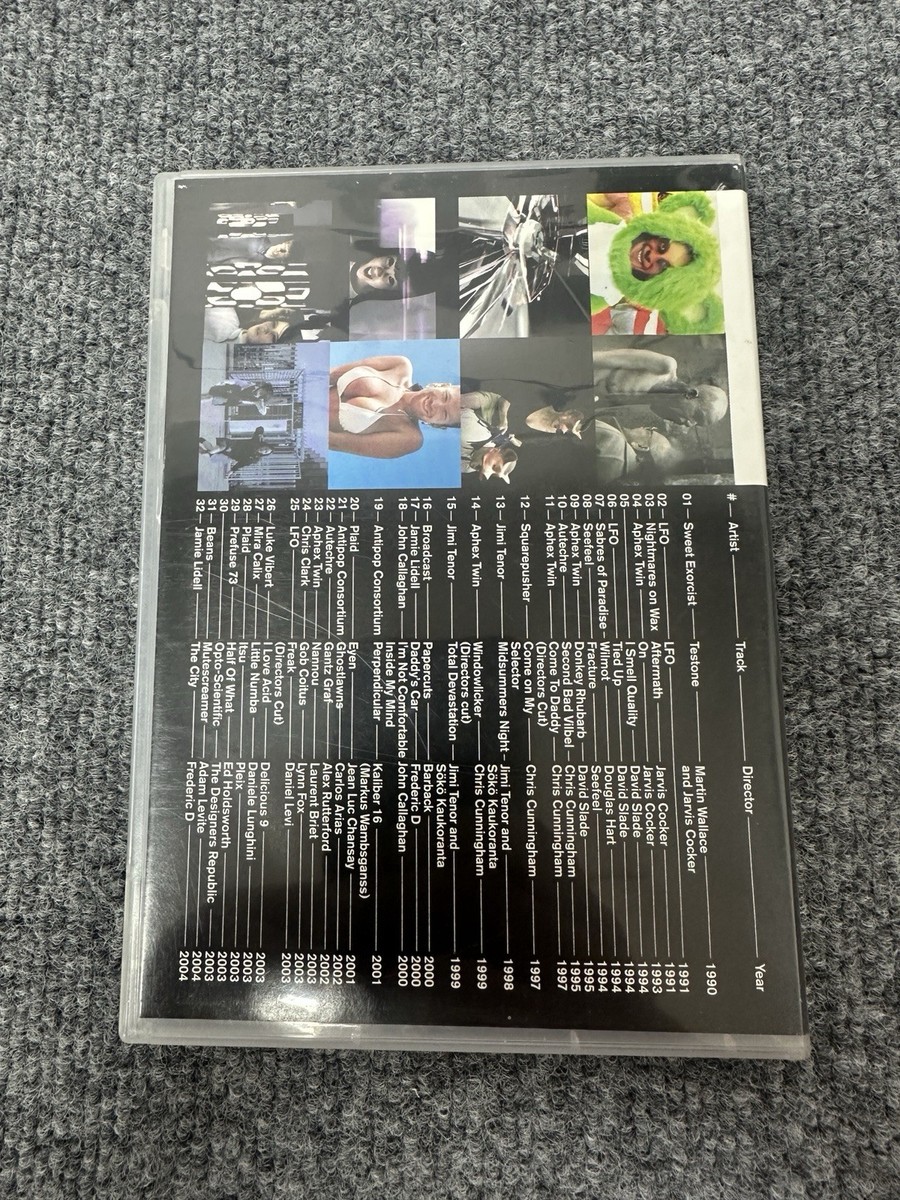 # Artist Track Director Year
Martin Wallace 1990
01 Sweet Exorcist Testone and Jarvis Cocker
02 LFO LFO Jarvis Cocker 1991
03 Nightmares on Wax Aftermath Jarvis Cocker 1991
04 Aphex Twin On Jarvis Cocker 1993
05 Small Quality David Slade 1994
06 LFO Tied Up David Slade 1994
07 Sabres of Paradise Wilmot Douglas Hart 1994
08 Seefeel Fracture Seefeel 1994
09 Aphex Twin Donkey Rhubarb David Slade 1995
10 Autechre Second Bad Vilbel Chris Cunningham 1995
11 Aphex Twin Come To Daddy Chris Cunningham 1997
(Directors Cut)
12 Squarepusher Come on My Chris Cunningham 1997
Selector
13 Jimi Tenor Midsummers Night Jimi Tenor and 1998
Sökö Kaukoranta
14 Aphex Twin Windowlicker Chris Cunningham 1999
(Directors cut)
15 Jimi Tenor Total Devastation Jimi Tenor and 1999
Sökö Kaukoranta
16 Broadcast Papercuts Barback 2000
17 Jamie Lidell Daddy's Car Frederic D 2000
18 John Callaghan I'm Not Comfortable John Callaghan 2000
Inside My Mind
19 Antipop Consortium Perpendicular Kaliber 16 2001
(Markus Wambsganss)
20 Plaid Eyen Jean Luc Chansay 2001
21 Antipop Consortium Ghostlawns Carlos Arias 2002
22 Autechre Gantz Graf Alex Rutterford 2002
23 Aphex Twin Nannou Laurent Briet 2003
24 Chris Clark Gob Coitus Lynn Fox 2003
25 LFO Freak Daniel Levi 2003
(Directors Cut)
26 Luke Vibert I Love Acid Delicious 9 2003
27 Mira Calix Little Numba Daniele Lunghini 2003
28 Plaid Itsu Pleix 2003
29 Prefuse 73 Half Of What Ed Holdsworth 2003
30 Opto-Scientific The Designers Republic 2003
31 Beans Mutescreamer Adam Levite 2004
32 Jamie Lidell The City Frederic D 2004